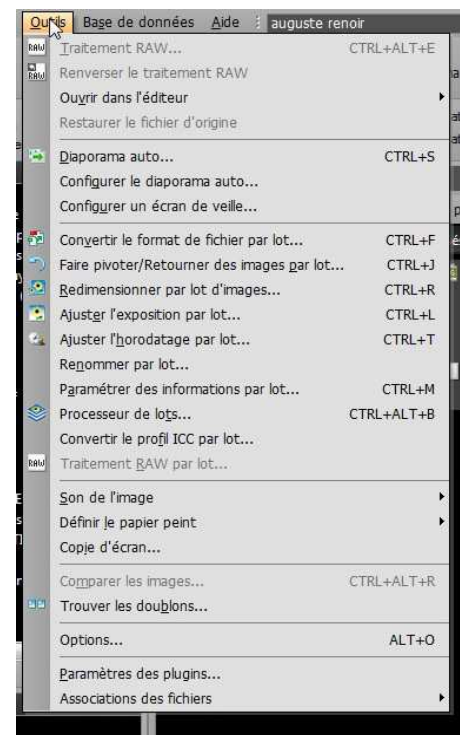 Outils Base de données Aide auguste renoir
RAW Traitement RAW... CTRL+ALT+E
RAW Renverser le traitement RAW
Ouvrir dans l'éditeur
Restaurer le fichier d'origine
Diaporama auto... CTRL+S
Configurer le diaporama auto...
Configurer un écran de veille...
Convertir le format de fichier par lot... CTRL+F
Faire pivoter/Retourner des images par lot... CTRL+J
Redimensionner par lot d'images... CTRL+R
Ajuster l'exposition par lot... CTRL+L
Ajuster l'horodatage par lot... CTRL+T
Renommer par lot...
Paramétrer des informations par lot... CTRL+M
Processeur de lots... CTRL+ALT+B
Convertir le profil ICC par lot...
RAW Traitement RAW par lot...
Son de l'image
Définir le papier peint
Copie d'écran...
Comparer les images... CTRL+ALT+R
Trouver les doublons...
Options... ALT+O
Paramètres des plugins...
Associations des fichiers